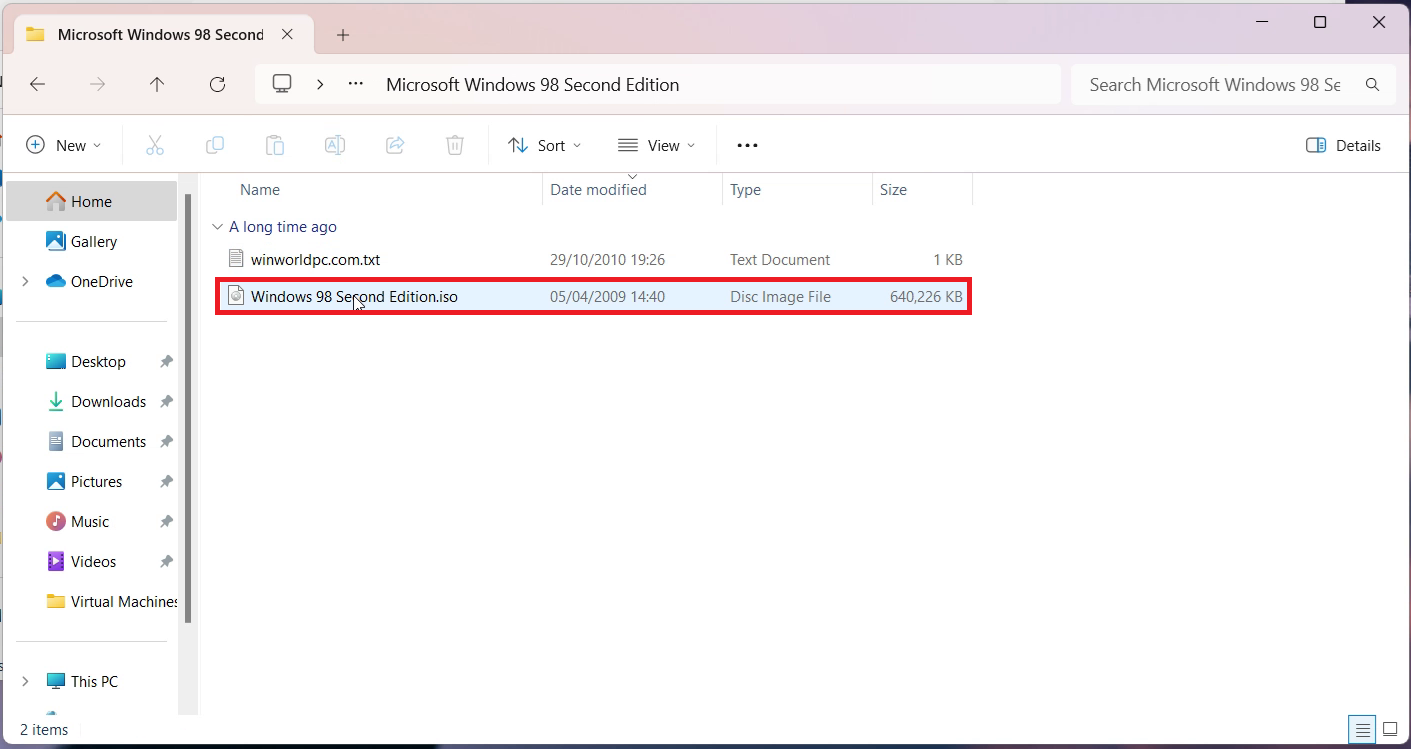 Microsoft Windows 98 Second
Microsoft Windows 98 Second Edition
Search Microsoft Windows 98 Se
New
Sort
View
Details
Name Date modified Type Size
Home
Gallery
OneDrive
Desktop
Downloads
Documents
Pictures
Music
Videos
Virtual Machines
This PC
A long time ago
winworldpc.com.txt 29/10/2010 19:26 Text Document 1 KB
Windows 98 Second Edition.iso 05/04/2009 14:40 Disc Image File 640,226 KB
2 items